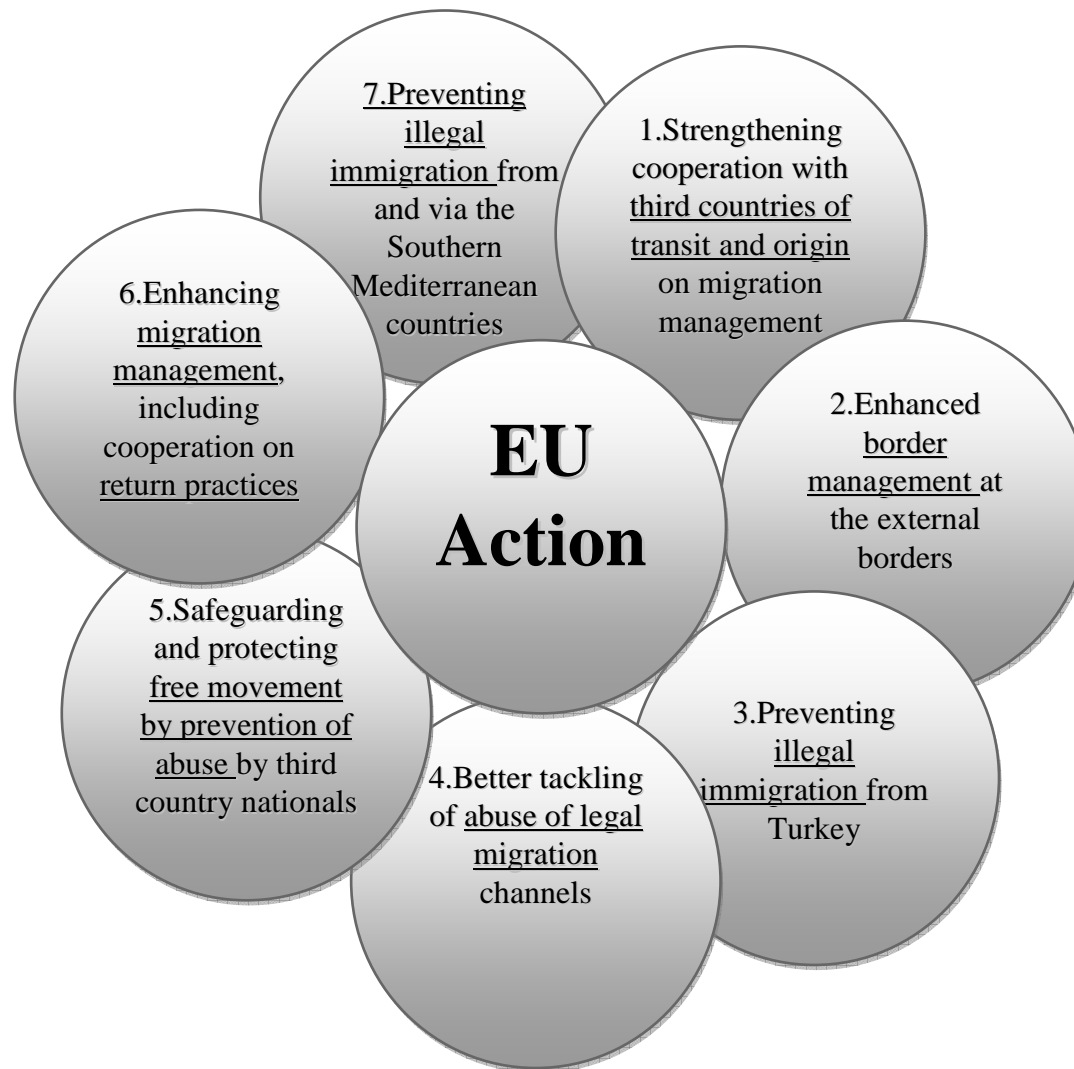 EU
Action
1.Strengthening
cooperation with
third countries of
transit and origin
on migration
management
2.Enhanced
border
management at
the external
borders
3.Preventing
illegal
immigration from
Turkey
4.Better tackling
of abuse of legal
migration
channels
5.Safeguarding
and protecting
free movement
by prevention of
abuse by third
country nationals
6.Enhancing
migration
management,
including
cooperation on
return practices
7.Preventing
illegal
immigration from
and via the
Southern
Mediterranean
countries